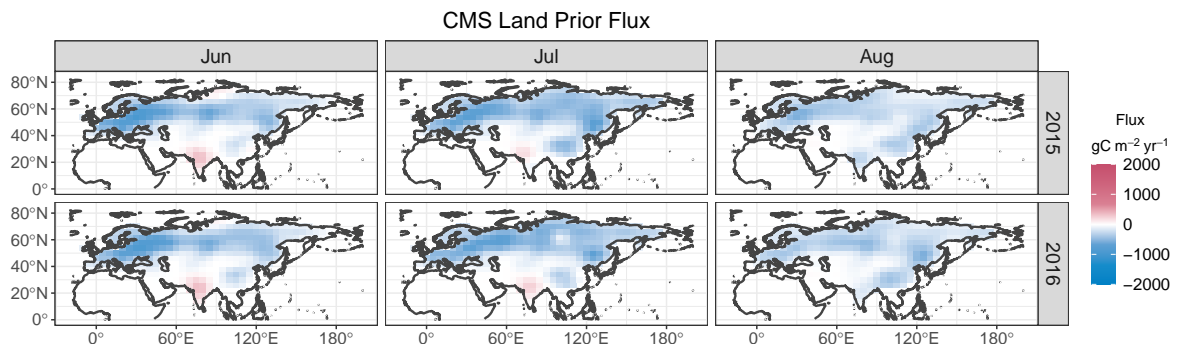 CMS Land Prior Flux
Jun Jul Aug
80°N
60°N
40°N
20°N
0°
2015
80°N
60°N
40°N
20°N
0°
2016
0° 60°E 120°E 180° 0° 60°E 120°E 180° 0° 60°E 120°E 180°
Flux
gC m⁻² yr⁻¹
2000
1000
0
−1000
−2000